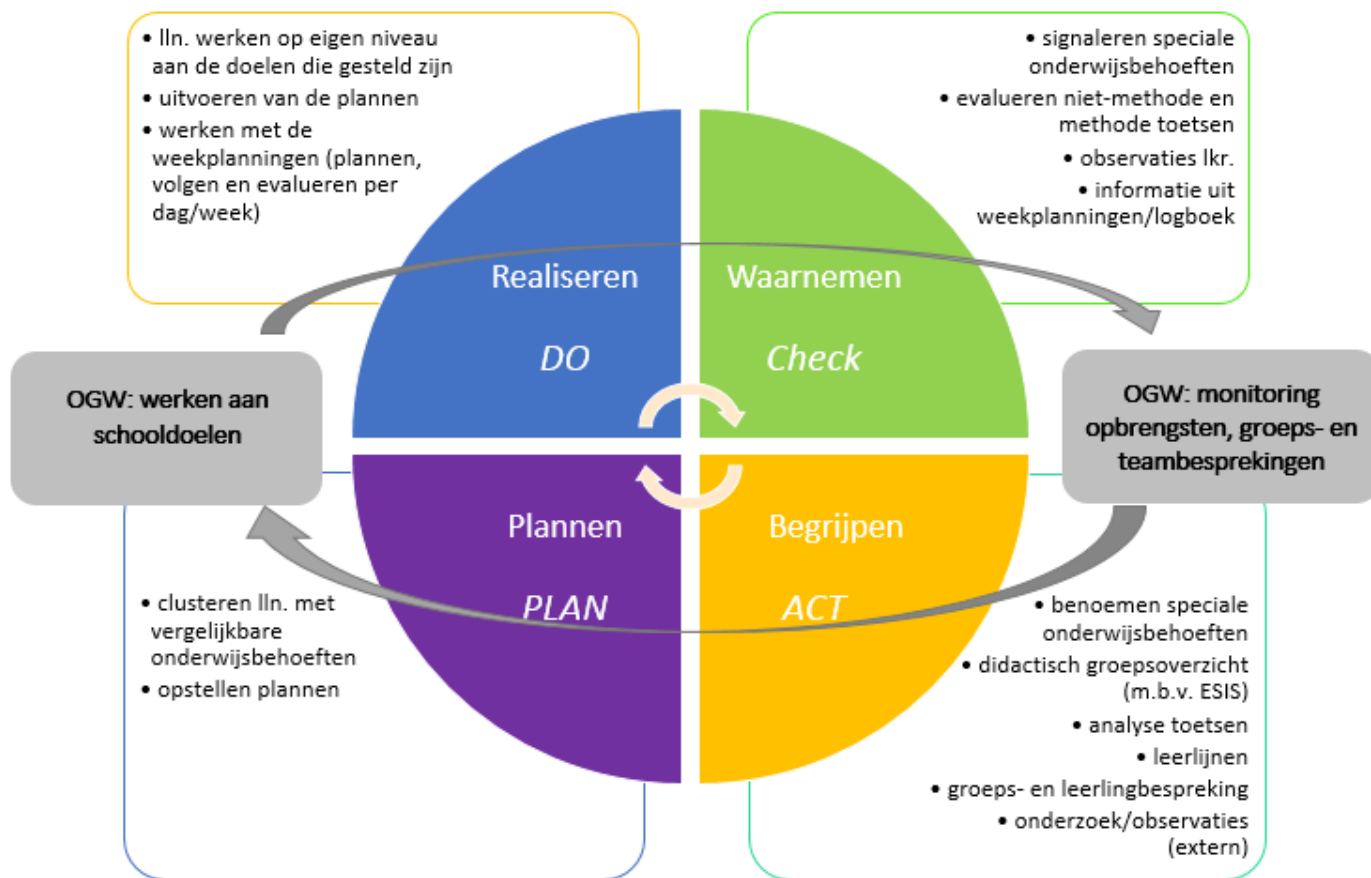 • lln. werken op eigen niveau
aan de doelen die gesteld zijn
• uitvoeren van de plannen
• werken met de
weekplanningen (plannen,
volgen en evalueren per
dag/week)
• signaleren speciale
onderwijsbehoeften
• evalueren niet-methode en
methode toetsen
• observaties lkr.
• informatie uit
weekplanningen/logboek
Realiseren
DO
Waarnemen
Check
OGW: werken aan
schooldoelen
OGW: monitoring
opbrengsten, groeps- en
teambesprekingen
Plannen
PLAN
Begrijpen
ACT
• clusteren lln. met
vergelijkbare
onderwijsbehoeften
• opstellen plannen
• benoemen speciale
onderwijsbehoeften
• didactisch groepsoverzicht
(m.b.v. ESIS)
• analyse toetsen
• leerlijnen
• groeps- en leerlingbespreking
• onderzoek/observaties
(extern)